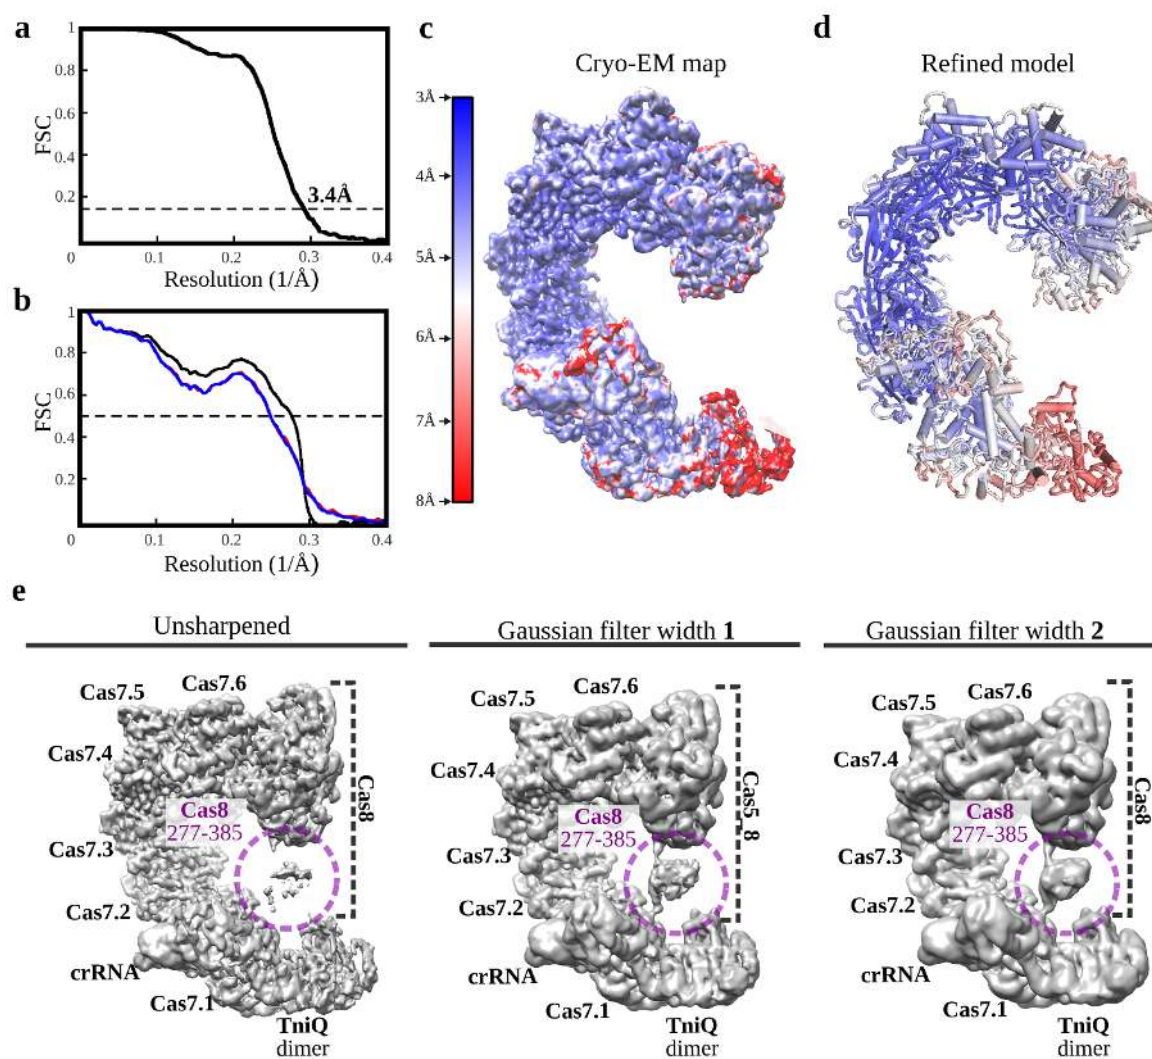 a
1
0.8
0.6
0.4
0.2
FSC
3.4Å
0
0.1
0.2
0.3
0.4
Resolution (1/Å)
b
1
0.8
0.6
0.4
0.2
FSC
0
0.1
0.2
0.3
0.4
Resolution (1/Å)
c
Cryo-EM map
3Å
4Å
5Å
6Å
7Å
8Å
d
Refined model
e
Unsharpened
Cas7.5
Cas7.6
Cas7.4
Cas8
Cas8
277-385
Cas7.3
Cas7.2
crRNA
Cas7.1
TniQ
dimer
Gaussian filter width 1
Cas7.6
Cas7.5
Cas7.4
Cas5_8
Cas8
277-385
Cas7.3
Cas7.2
crRNA
Cas7.1
TniQ
dimer
Gaussian filter width 2
Cas7.6
Cas7.5
Cas7.4
Cas8
Cas8
277-385
Cas7.3
Cas7.2
crRNA
Cas7.1
TniQ
dimer